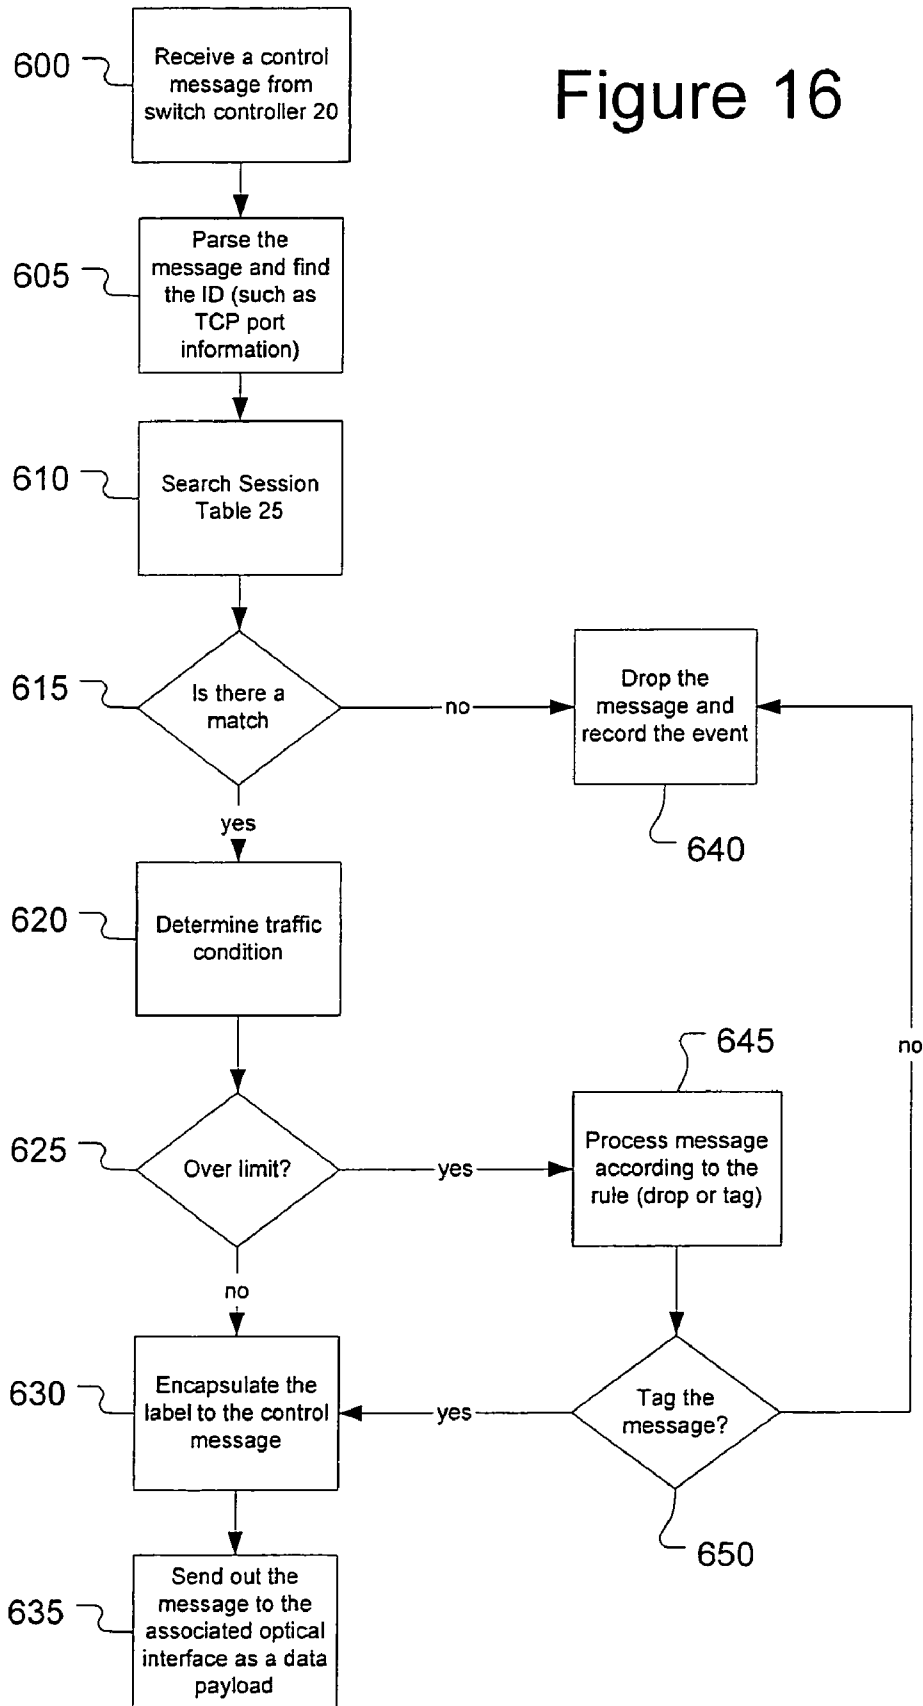 Figure 16
600
Receive a control
message from
switch controller 20
605
Parse the
message and find
the ID (such as
TCP port
information)
610
Search Session
Table 25
615
Is there a
match
no
Drop the
message and
record the event
640
yes
620
Determine traffic
condition
no
645
625
Over limit?
yes
Process message
according to the
rule (drop or tag)
no
630
Encapsulate the
label to the control
message
yes
Tag the
message?
650
635
Send out the
message to the
associated optical
interface as a data
payload